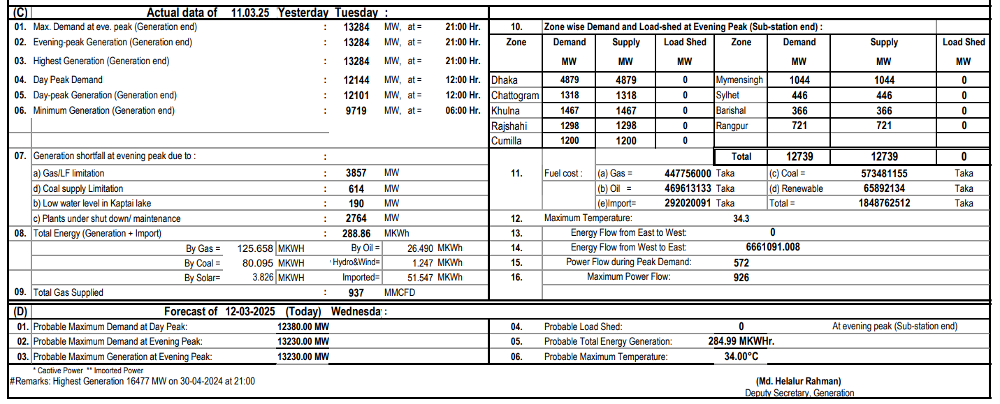 (C) Actual data of 11.03.25 Yesterday Tuesday :
01. Max. Demand at eve. peak (Generation end) : 13284 MW, at = 21:00 Hr.
02. Evening-peak Generation (Generation end) : 13284 MW, at = 21:00 Hr.
03. Highest Generation (Generation end) : 13284 MW, at = 21:00 Hr.
04. Day Peak Demand : 12144 MW, at = 12:00 Hr.
05. Day-peak Generation (Generation end) : 12101 MW, at = 12:00 Hr.
06. Minimum Generation (Generation end) : 9719 MW, at = 06:00 Hr.
07. Generation shortfall at evening peak due to : :
a) Gas/LF limitation : 3857 MW
d) Coal supply Limitation : 614 MW
b) Low water level in Kaptai lake : 190 MW
c) Plants under shut down/ maintenance : 2764 MW
08. Total Energy (Generation + Import) : 288.86 MKWh
By Gas = 125.658 MKWH By Oil = 26.490 MKWh
By Coal = 80.095 MKWH Hydro&Wind= 1.247 MKWh
By Solar= 3.826 MKWH Imported= 51.547 MKWh
09. Total Gas Supplied : 937 MMCFD
10. Zone wise Demand and Load-shed at Evening Peak (Sub-station end) :
Zone Demand Supply Load Shed Zone Demand Supply Load Shed
MW MW MW MW MW MW
Dhaka 4879 4879 0 Mymensingh 1044 1044 0
Chattogram 1318 1318 0 Sylhet 446 446 0
Khulna 1467 1467 0 Barishal 366 366 0
Rajshahi 1298 1298 0 Rangpur 721 721 0
Cumilla 1200 1200 0
Total 12739 12739 0
11. Fuel cost : (a) Gas = 447756000 Taka (c) Coal = 573481155 Taka
(b) Oil = 469613133 Taka (d) Renewable 65892134 Taka
(e)Import= 292020091 Taka Total = 1848762512 Taka
12. Maximum Temperature: 34.3
13. Energy Flow from East to West: 0
14. Energy Flow from West to East: 6661091.008
15. Power Flow during Peak Demand: 572
16. Maximum Power Flow: 926
(D) Forecast of 12-03-2025 (Today) Wednesda :
01. Probable Maximum Demand at Day Peak: 12380.00 MW
02. Probable Maximum Demand at Evening Peak: 13230.00 MW
03. Probable Maximum Generation at Evening Peak: 13230.00 MW
04. Probable Load Shed: 0 At evening peak (Sub-station end)
05. Probable Total Energy Generation: 284.99 MKWHr.
06. Probable Maximum Temperature: 34.00°C
* Captive Power ** Imported Power
#Remarks: Highest Generation 16477 MW on 30-04-2024 at 21:00
(Md. Helalur Rahman)
Deputy Secretary, Generation